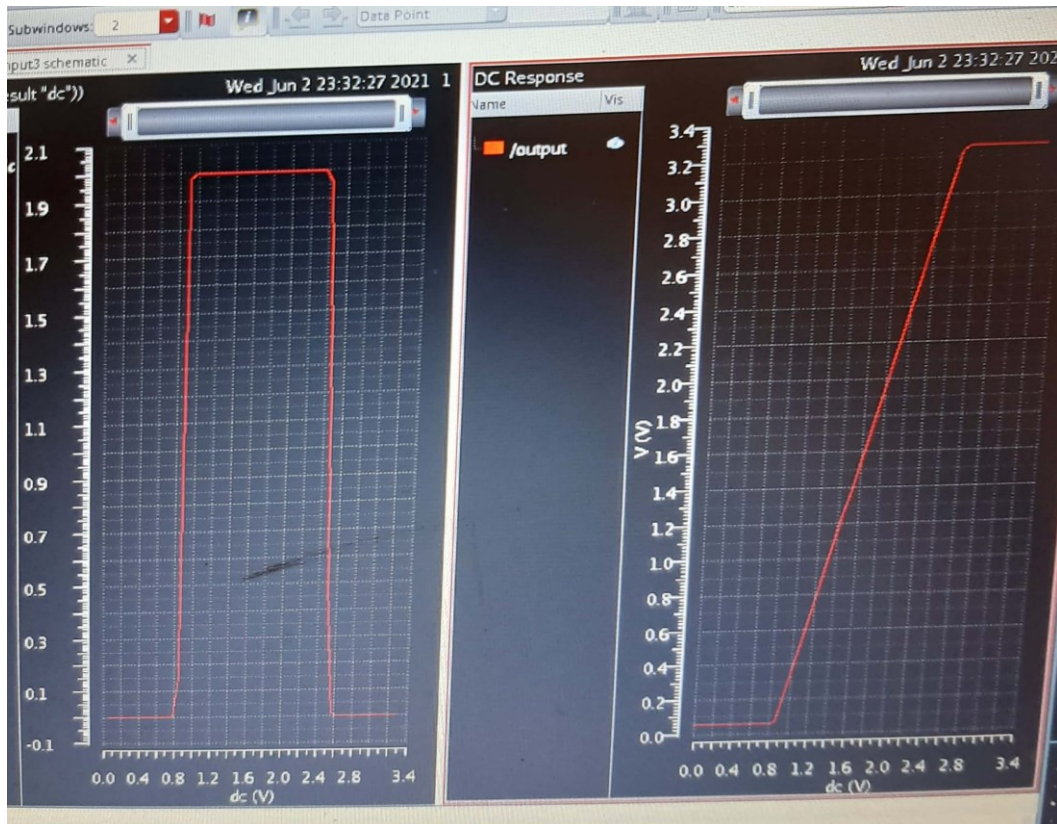 Subwindows: 2
Data Point
nput3 schematic ×
esult "dc"))
Wed Jun 2 23:32:27 2021 1
2.1
1.9
1.7
1.5
1.3
1.1
0.9
0.7
0.5
0.3
0.1
-0.1
0.0 0.4 0.8 1.2 1.6 2.0 2.4 2.8 3.4
dc (V)
DC Response
Wed Jun 2 23:32:27 202
Name Vis
/output
3.4
3.2
3.0
2.8
2.6
2.4
2.2
2.0
1.8
V (V)
1.6
1.4
1.2
1.0
0.8
0.6
0.4
0.2
0.0
0.0 0.4 0.8 1.2 1.6 2.0 2.4 2.8 3.4
dc (V)